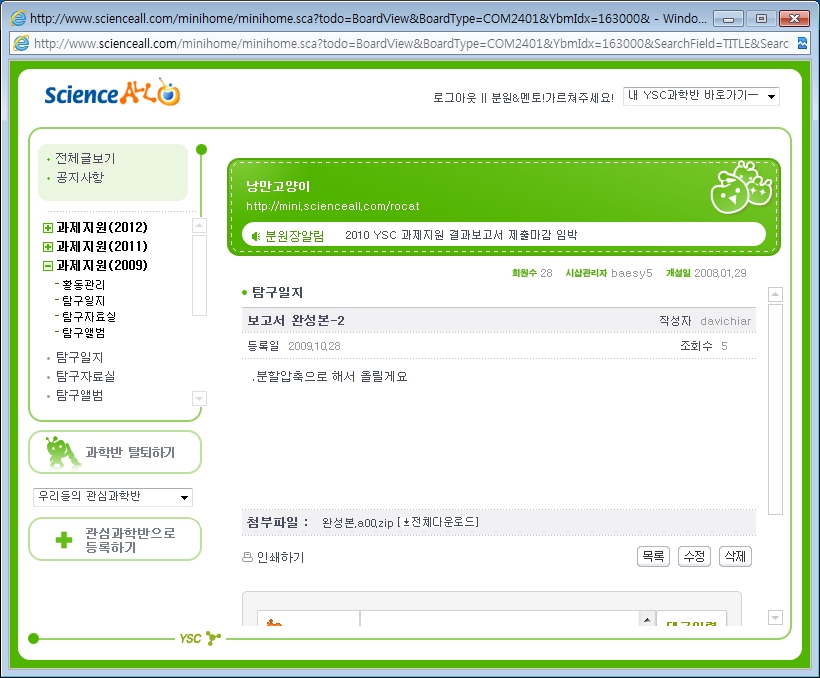 http://www.scienceall.com/minihome/minihome.sca?todo=BoardView&BoardType=COM2401&YbmIdx=163000& - Windo...
http://www.scienceall.com/minihome/minihome.sca?todo=BoardView&BoardType=COM2401&YbmIdx=163000&SearchField=TITLE&Searc
Science
로그아웃 || 분원&멘토!가르쳐주세요!
내 YSC과학반 바로가기ㅡ
전체글보기
공지사항
과제지원(2012)
과제지원(2011)
과제지원(2009)
활동관리
탐구일지
탐구자료실
탐구앨범
탐구일지
탐구자료실
탐구앨범
과학반 탈퇴하기
우리들의 관심과학반
관심과학반으로
등록하기
YSC
낭만고양이
http://mini.scienceall.com/rocat
분원장알림 2010 YSC 과제지원 결과보고서 제출마감 임박
회원수 28 시샵관리자 baesy5 개설일 2008.01.29
탐구일지
보고서 완성본-2 작성자 davichiar
등록일 2009.10.28 조회수 5
.분할압축으로 해서 올릴게요
첨부파일 : 완성본.a00.zip [전체다운로드]
인쇄하기
목록 수정 삭제